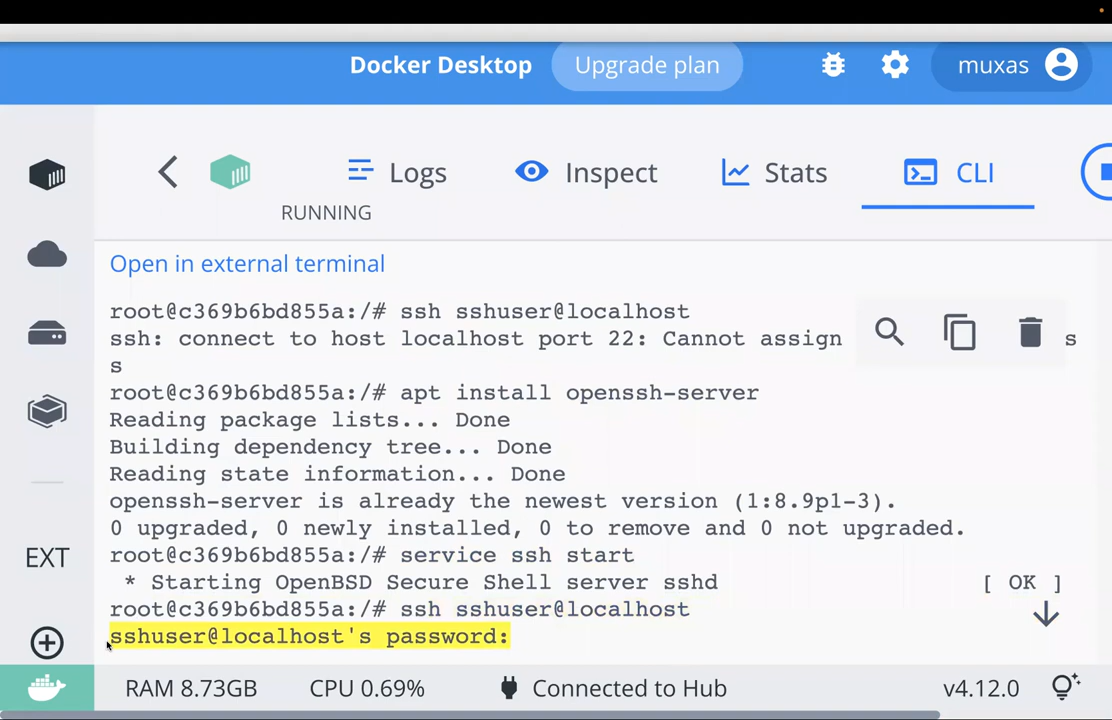 Docker Desktop Upgrade plan muxas
Logs Inspect Stats CLI
RUNNING
Open in external terminal
root@c369b6bd855a:/# ssh sshuser@localhost
ssh: connect to host localhost port 22: Cannot assign s
s
root@c369b6bd855a:/# apt install openssh-server
Reading package lists... Done
Building dependency tree... Done
Reading state information... Done
openssh-server is already the newest version (1:8.9p1-3).
0 upgraded, 0 newly installed, 0 to remove and 0 not upgraded.
root@c369b6bd855a:/# service ssh start
* Starting OpenBSD Secure Shell server sshd [ OK ]
root@c369b6bd855a:/# ssh sshuser@localhost
sshuser@localhost's password:
EXT
RAM 8.73GB CPU 0.69% Connected to Hub v4.12.0